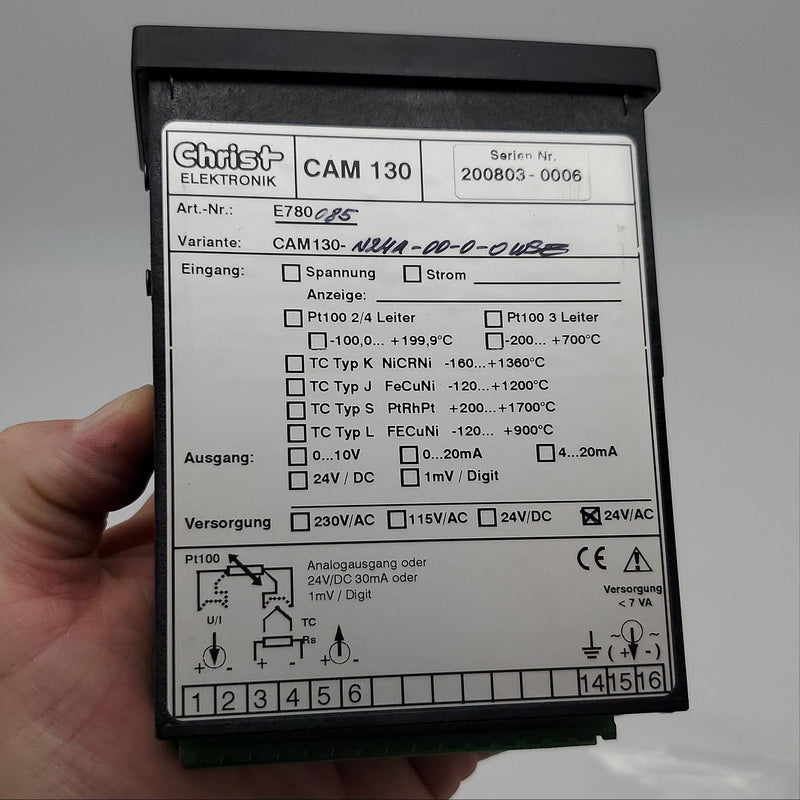 Christ
ELEKTRONIK
CAM 130
Serien Nr.
200803-0006
Art.-Nr.: E780085
Variante: CAM130-
Eingang: Spannung Strom
Anzeige:
Pt100 2/4 Leiter Pt100 3 Leiter
-100,0... +199,9°C -200... +700°C
TC Typ K NiCRNi -160...+1360°C
TC Typ J FeCuNi -120...+1200°C
TC Typ S PtRhPt +200...+1700°C
TC Typ L FECuNi -120... +900°C
Ausgang: 0...10V 0...20mA 4...20mA
24V / DC 1mV / Digit
Versorgung 230V/AC 115V/AC 24V/DC 24V/AC
Pt100
Analogausgang oder
24V/DC 30mA oder
1mV / Digit
CE
Versorgung
< 7 VA
U/I
TC
Rs
+ - + - + -
~ ~
( + - )
1 2 3 4 5 6 14 15 16